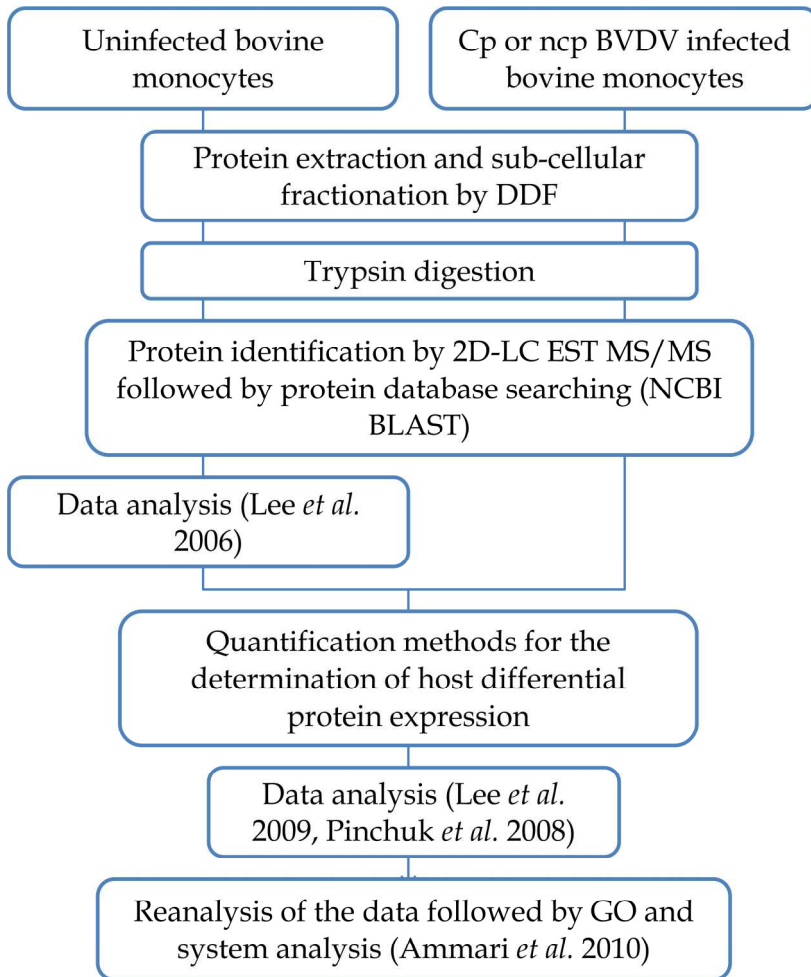 Uninfected bovine
monocytes
Cp or ncp BVDV infected
bovine monocytes
Protein extraction and sub-cellular
fractionation by DDF
Trypsin digestion
Protein identification by 2D-LC EST MS/MS
followed by protein database searching (NCBI
BLAST)
Data analysis (Lee et al.
2006)
Quantification methods for the
determination of host differential
protein expression
Data analysis (Lee et al.
2009, Pinchuk et al. 2008)
Reanalysis of the data followed by GO and
system analysis (Ammari et al. 2010)